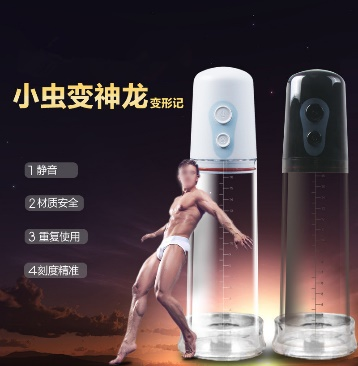 小虫变神龙变形记
1 静音
2 材质安全
3 重复使用
4 刻度精准